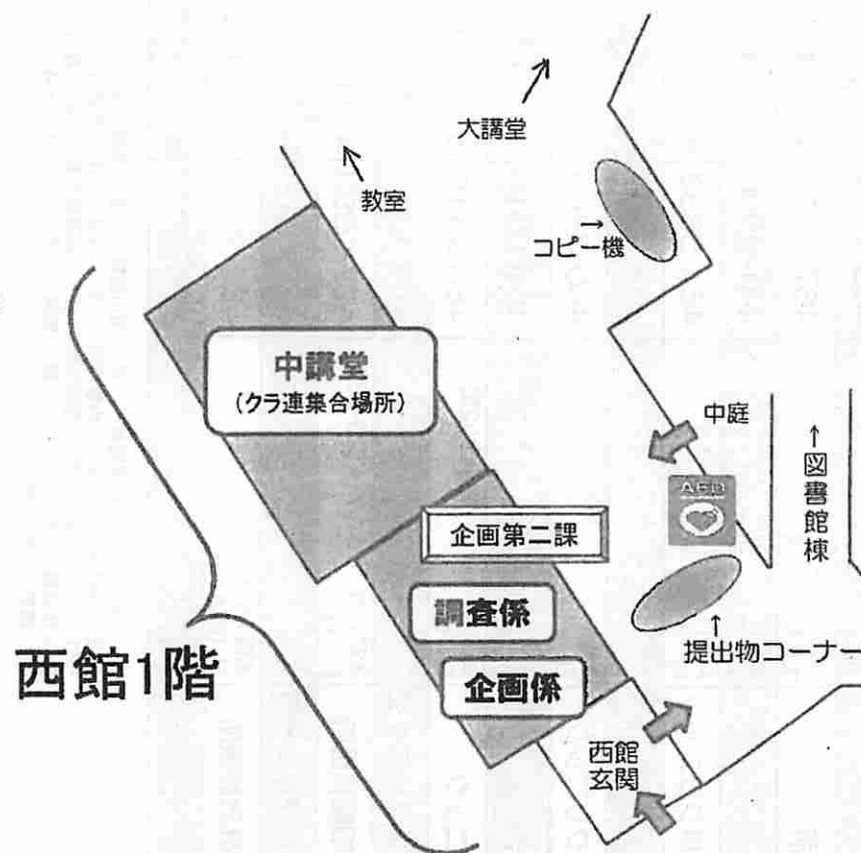 大講堂
教室
→
コピー機
中講堂
(クラ連集合場所)
中庭
AED
↑図書館棟
企画第二課
調査係
企画係
↑
提出物コーナー
西館1階
西館
玄関